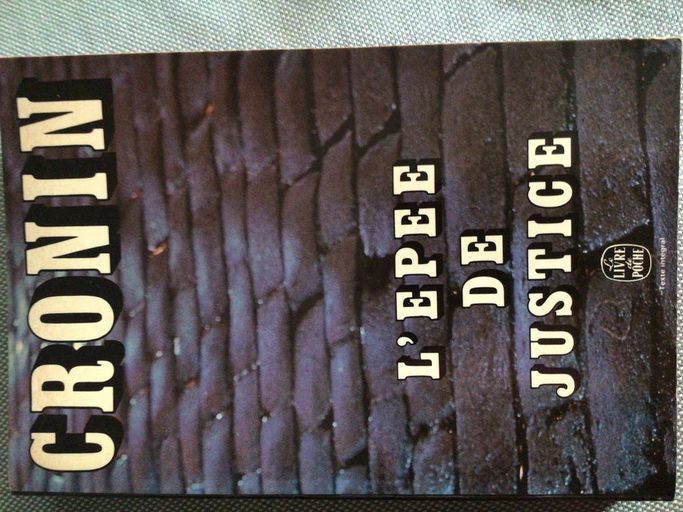 CRONIN
L'EPEE
DE
JUSTICE
Le
LIVRE
de
POCHE
Texte intégral